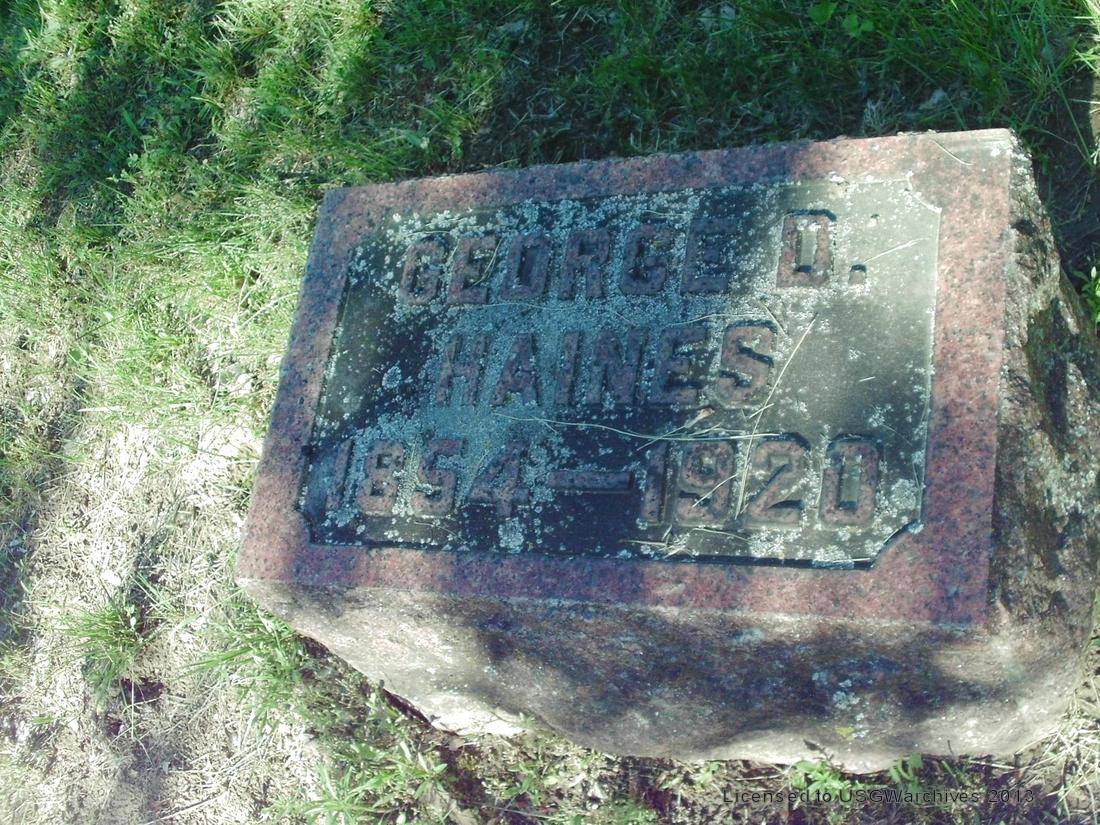 GEORGE D.
HAINES
1854–1920
Licensed to USGWarchives 2013